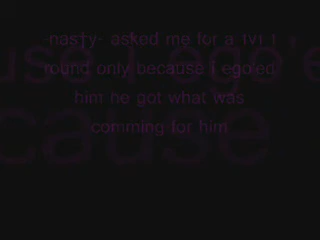 -nasty- asked me for a 1v1 1
round only because i ego'ed
him he got what was
comming for him
cause